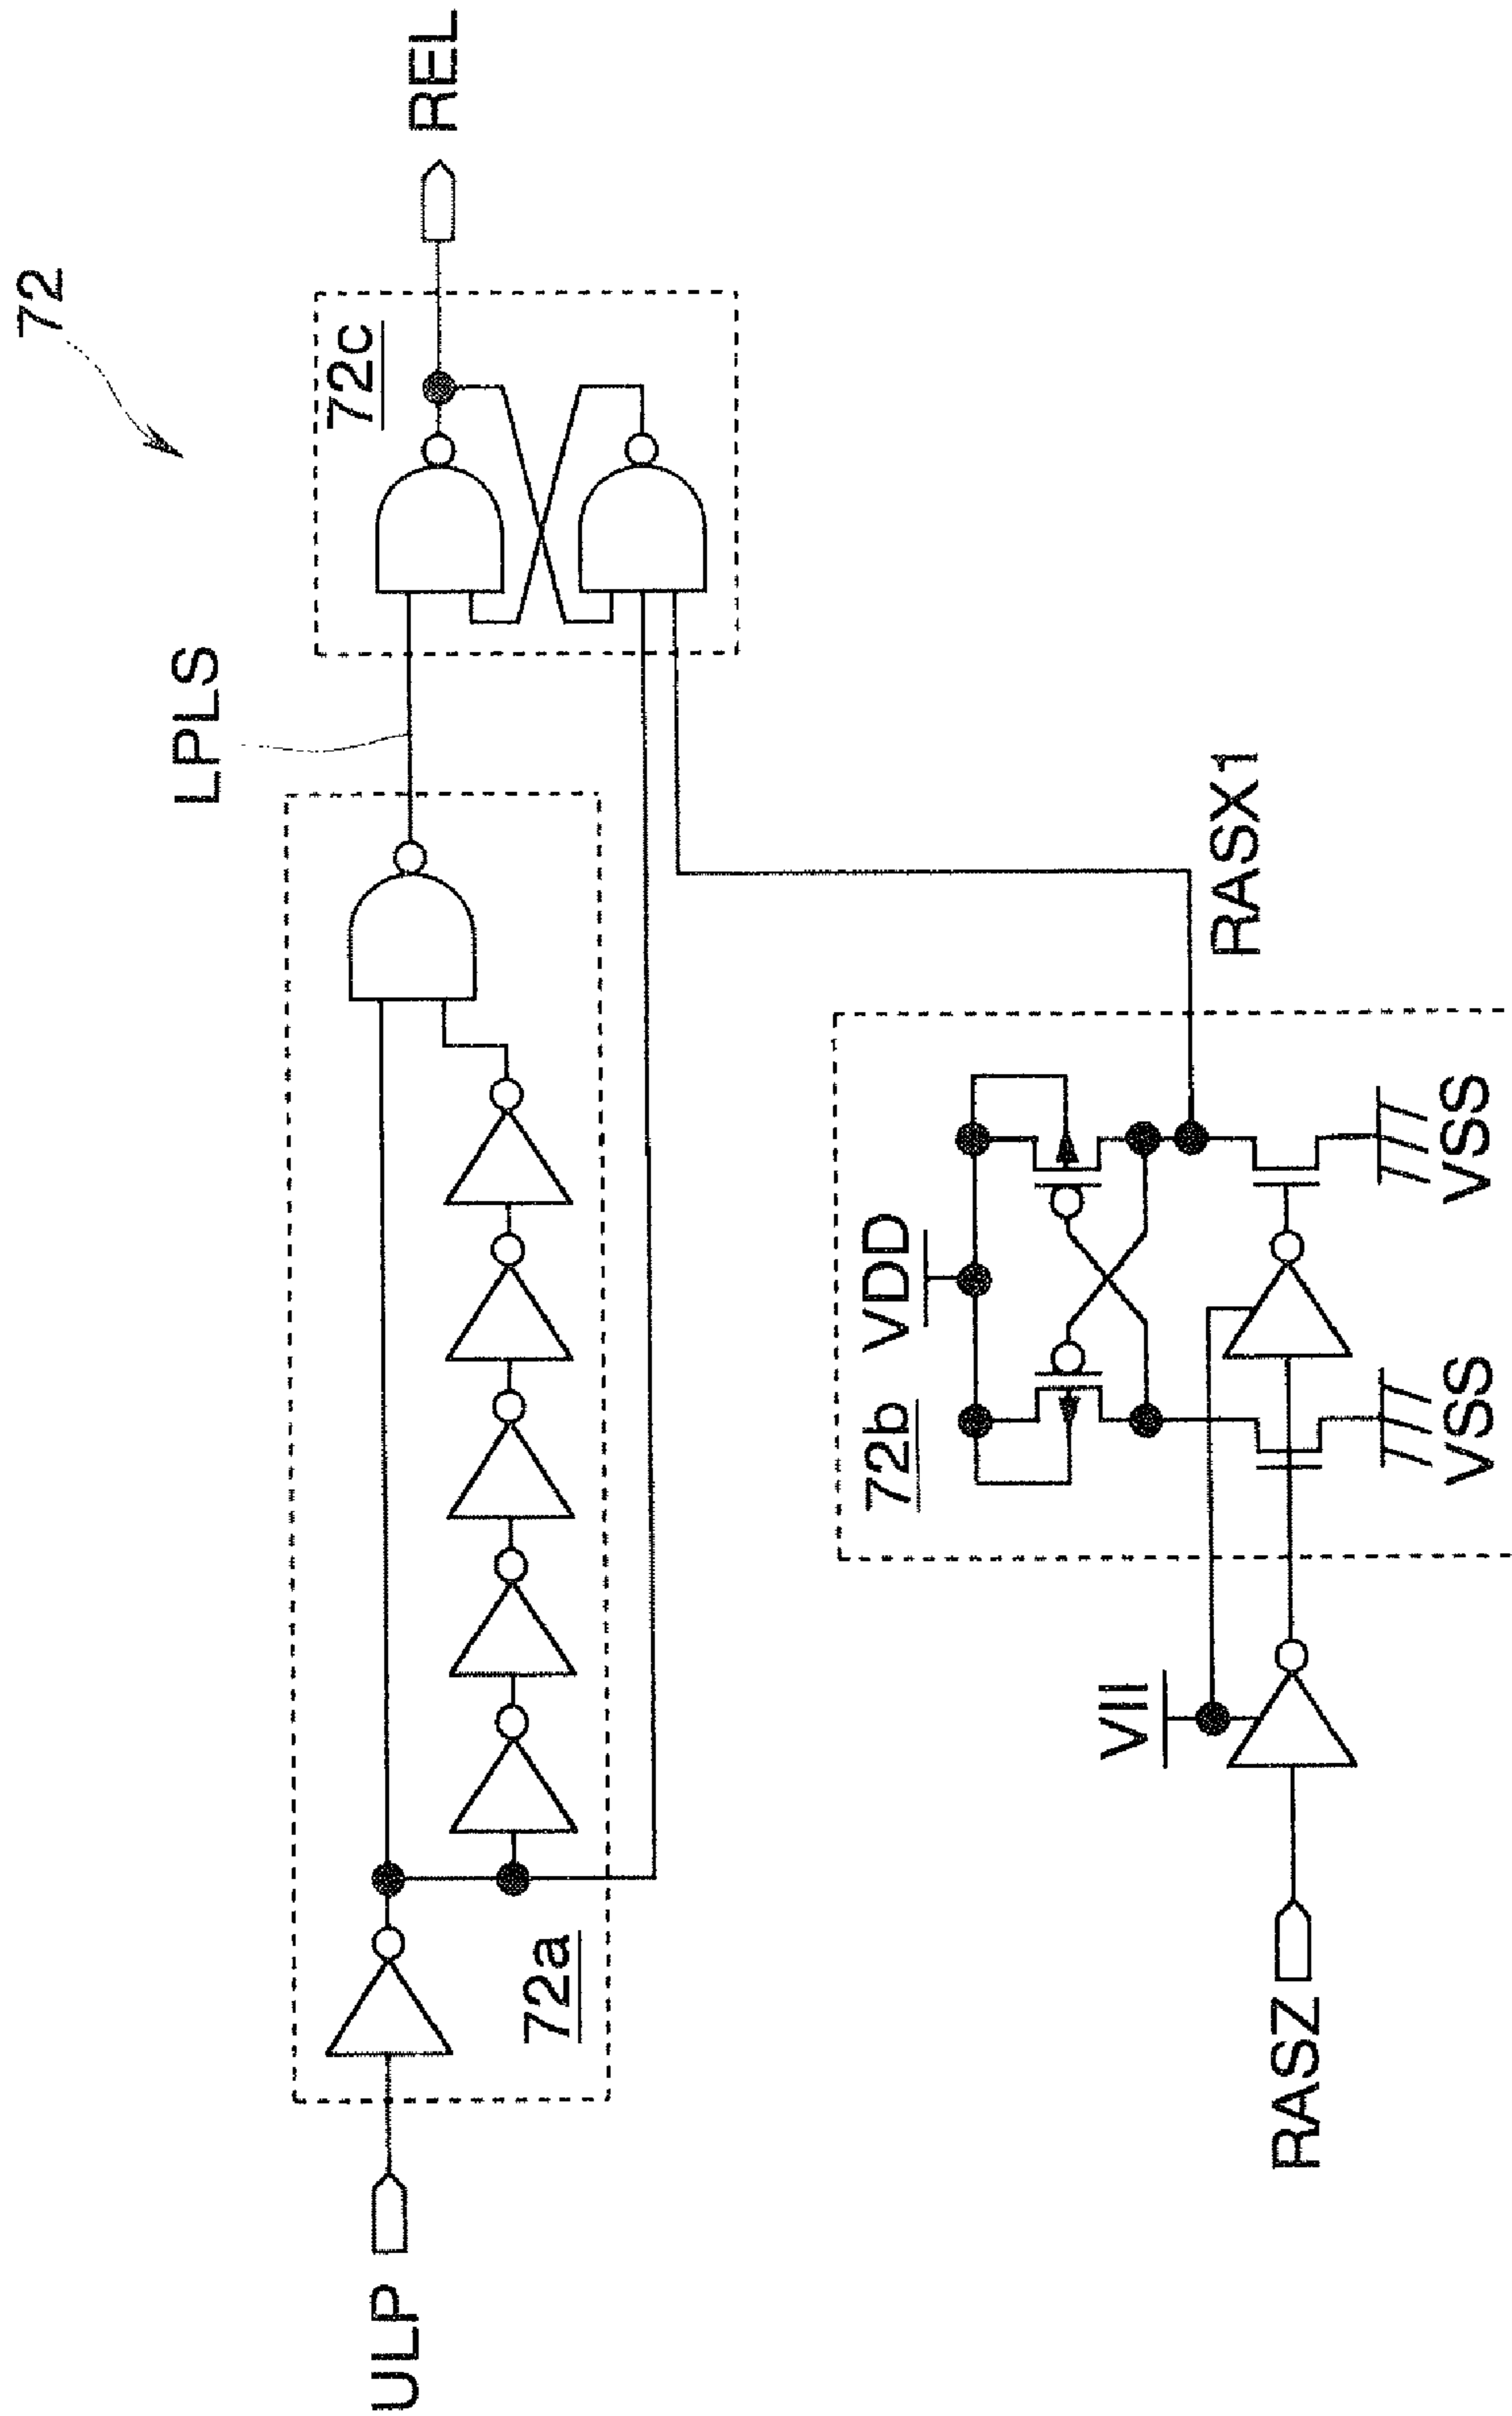 72
ULP
72a
LPLS
72c
REL
RASZ
VII
72b
VDD
VSS
VSS
RASX1